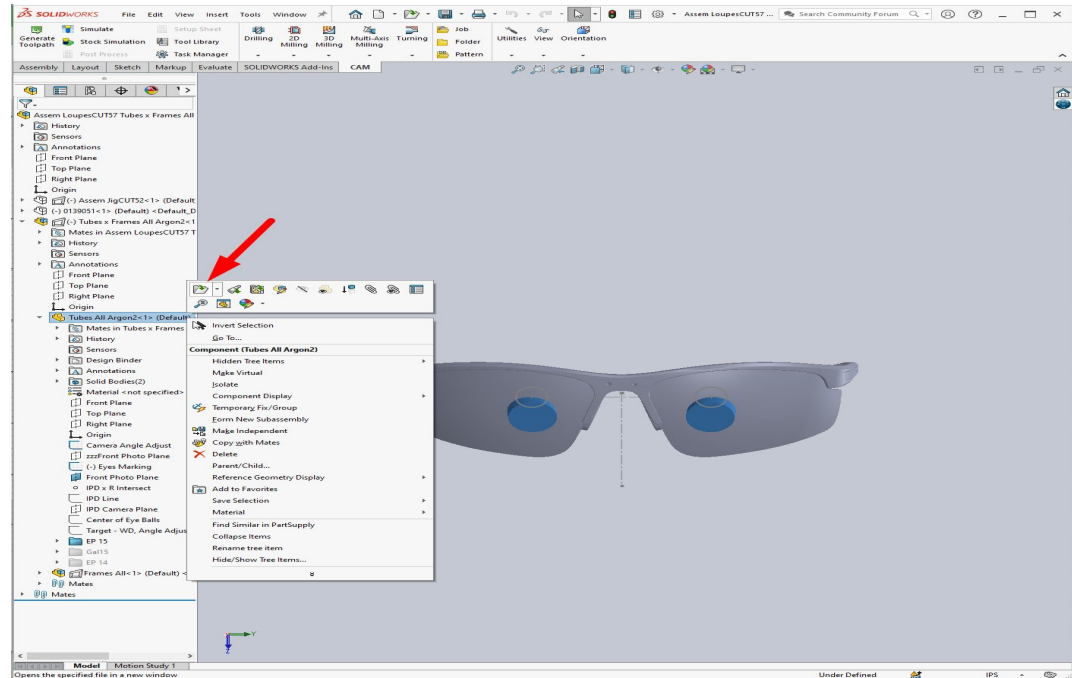 SOLIDWORKS File Edit View Insert Tools Window Assem LoupesCUT57 ... Search Community Forum
Generate Toolpath Simulate Setup Sheet Drilling 2D Milling 3D Milling Multi-Axis Milling Turning Job Utilities View Orientation
Stock Simulation Tool Library Folder
Post Process Task Manager Pattern
Assembly Layout Sketch Markup Evaluate SOLIDWORKS Add-Ins CAM
Assem LoupesCUT57 Tubes x Frames All
History
Sensors
Annotations
Front Plane
Top Plane
Right Plane
Origin
(-) Assem JigCUT52<1> (Default
(-) 0139051<1> (Default) <Default_D
(-) Tubes x Frames All Argon2<1
Mates in Assem LoupesCUT57 T
History
Sensors
Annotations
Front Plane
Top Plane
Right Plane
Origin
Tubes All Argon2<1> (Default
Mates in Tubes x Frames
History
Sensors
Design Binder
Annotations
Solid Bodies(2)
Material <not specified>
Front Plane
Top Plane
Right Plane
Origin
Camera Angle Adjust
zzzFront Photo Plane
(-) Eyes Marking
Front Photo Plane
IPD x R Intersect
IPD Line
IPD Camera Plane
Center of Eye Balls
Target - WD, Angle Adjus
EP 15
Gal15
EP 14
Frames All<1> (Default) <
Mates
Mates
Invert Selection
Go To...
Component (Tubes All Argon2)
Hidden Tree Items
Make Virtual
Isolate
Component Display
Temporary Fix/Group
Form New Subassembly
Make Independent
Copy with Mates
Delete
Parent/Child...
Reference Geometry Display
Add to Favorites
Save Selection
Material
Find Similar in PartSupply
Collapse Items
Rename tree item
Hide/Show Tree Items...
Y
Z
Model Motion Study 1
Opens the specified file in a new window Under Defined IPS